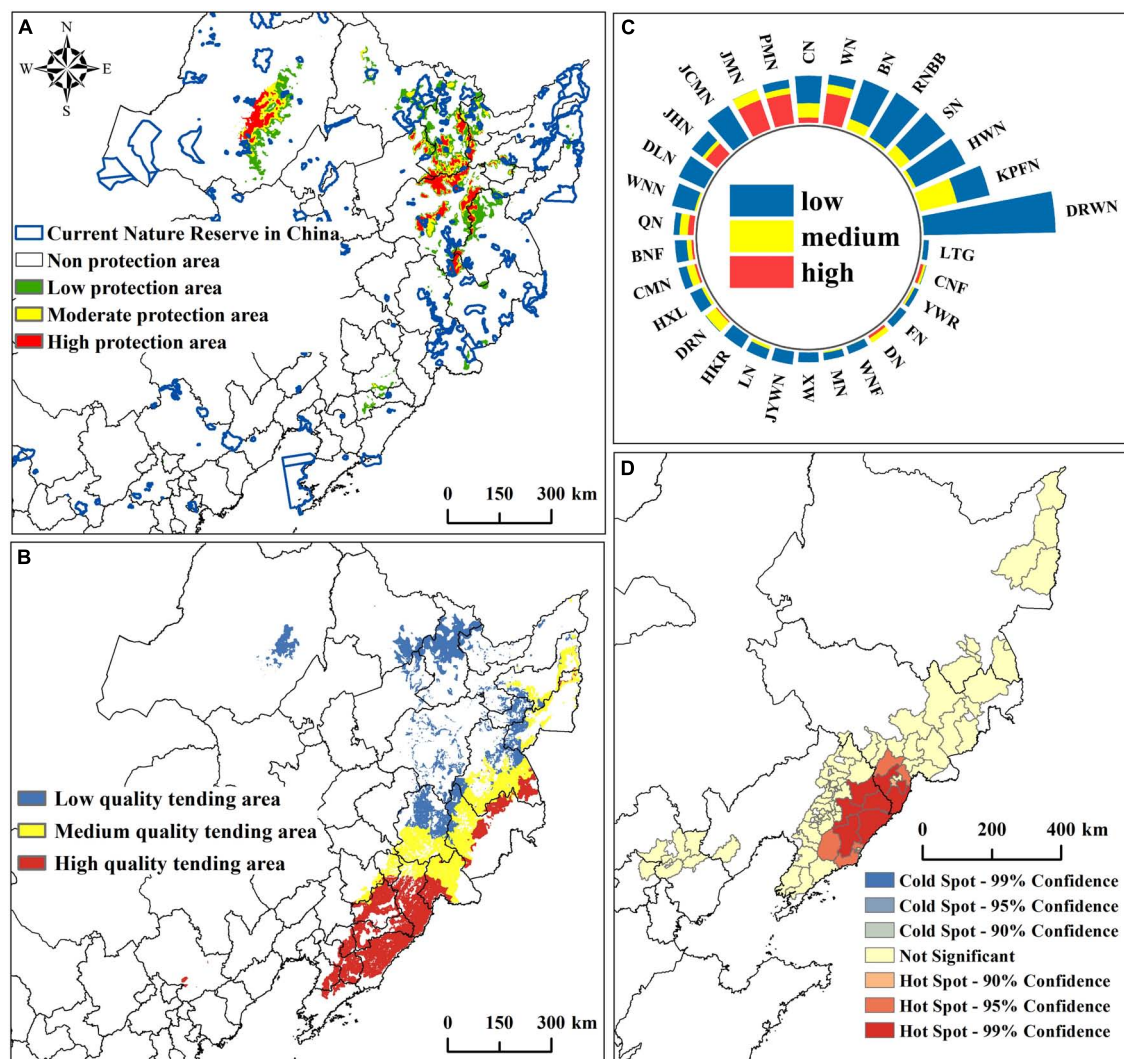 A
N
W E
S
Current Nature Reserve in China
Non protection area
Low protection area
Moderate protection area
High protection area
0 150 300 km
B
Low quality tending area
Medium quality tending area
High quality tending area
0 150 300 km
C
JHN
JCMN
JMN
PMN
CN
WN
BN
RNBB
SN
HWN
KPFN
DRWN
LTG
CNF
YWR
FN
DN
WNF
MN
WX
JYWN
LN
HKR
DRN
HXL
CMN
BNF
QN
WNN
DLN
low
medium
high
D
0 200 400 km
Cold Spot - 99% Confidence
Cold Spot - 95% Confidence
Cold Spot - 90% Confidence
Not Significant
Hot Spot - 90% Confidence
Hot Spot - 95% Confidence
Hot Spot - 99% Confidence